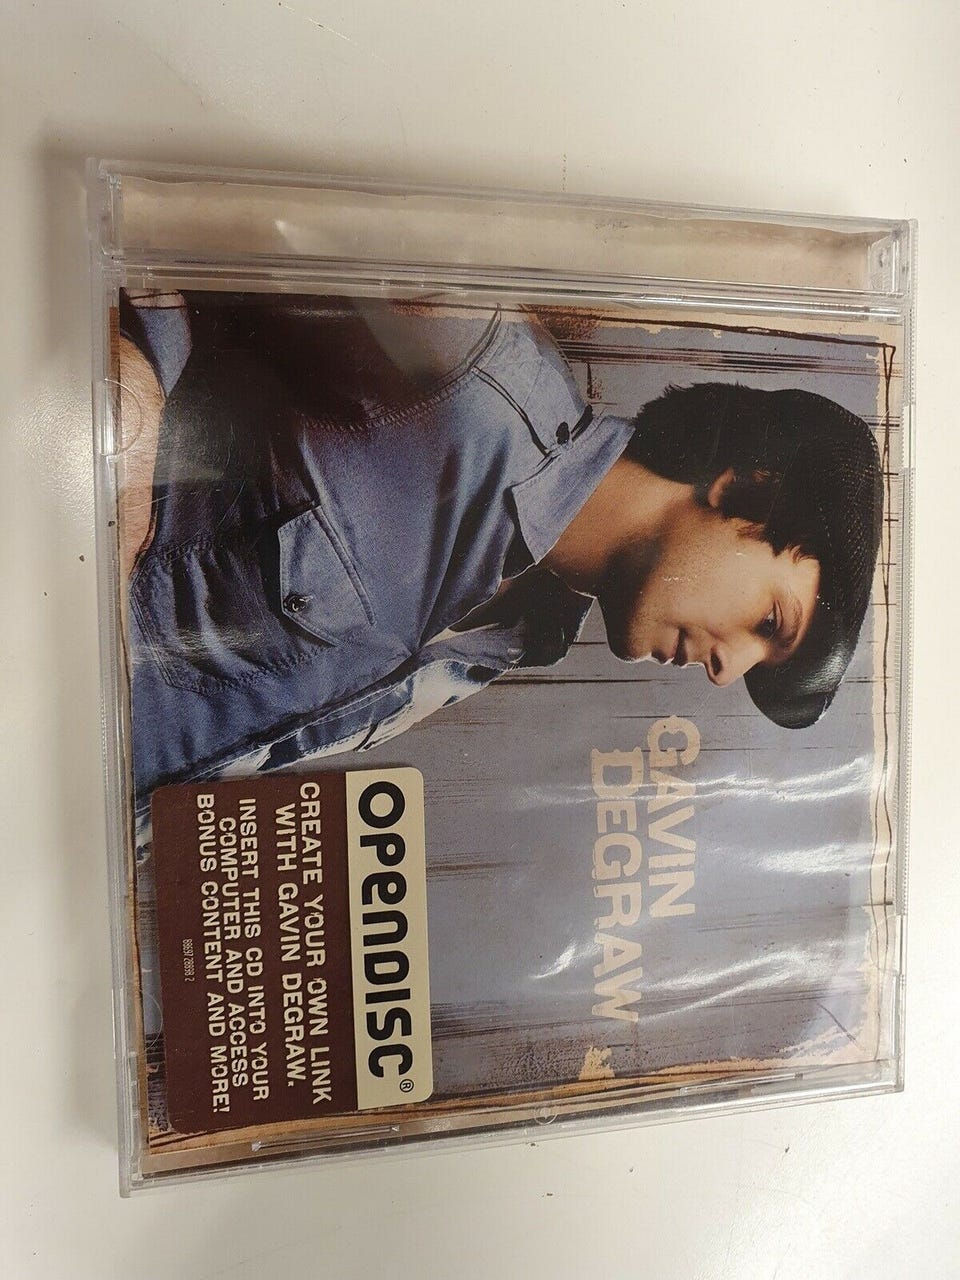 GAVIN
DEGRAW
OPENDISC®
CREATE YOUR OWN LINK
WITH GAVIN DEGRAW.
INSERT THIS CD INTO YOUR
COMPUTER AND ACCESS
BONUS CONTENT AND MORE!